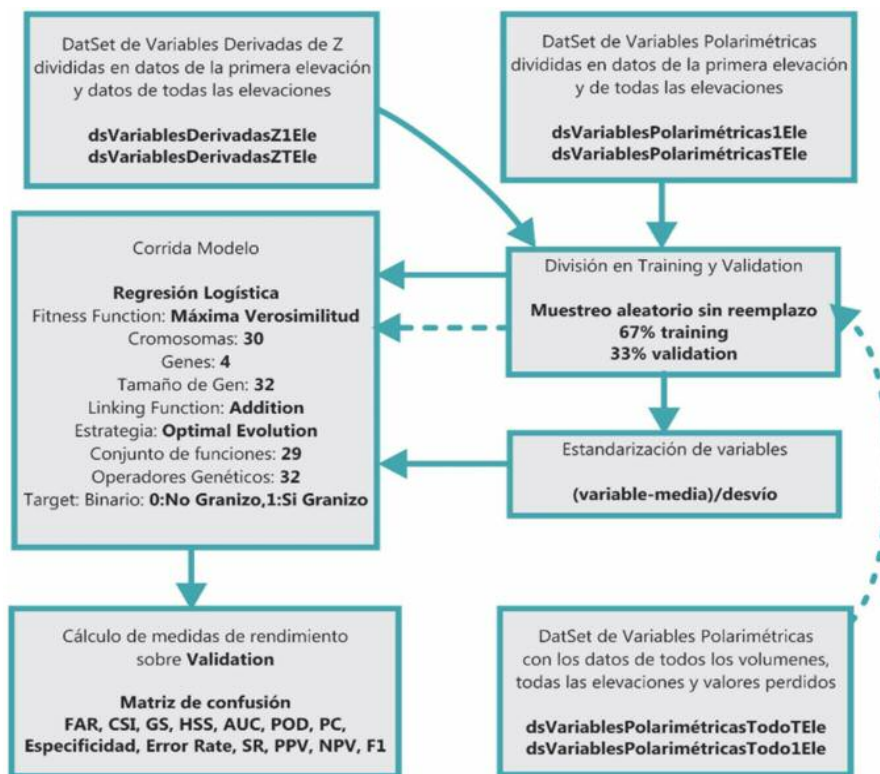 DatSet de Variables Derivadas de Z
divididas en datos de la primera elevación
y datos de todas las elevaciones
dsVariablesDerivadasZ1Ele
dsVariablesDerivadasZTEle
DatSet de Variables Polarimétricas
divididas en datos de la primera elevación
y de todas las elevaciones
dsVariablesPolarimétricas1Ele
dsVariablesPolarimétricasTEle
Corrida Modelo
Regresión Logística
Fitness Function: Máxima Verosimilitud
Cromosomas: 30
Genes: 4
Tamaño de Gen: 32
Linking Function: Addition
Estrategia: Optimal Evolution
Conjunto de funciones: 29
Operadores Genéticos: 32
Target: Binario: 0:No Granizo,1:Si Granizo
División en Training y Validation
Muestreo aleatorio sin reemplazo
67% training
33% validation
Estandarización de variables
(variable-media)/desvío
Cálculo de medidas de rendimiento
sobre Validation
Matriz de confusión
FAR, CSI, GS, HSS, AUC, POD, PC,
Especificidad, Error Rate, SR, PPV, NPV, F1
DatSet de Variables Polarimétricas
con los datos de todos los volumenes,
todas las elevaciones y valores perdidos
dsVariablesPolarimétricasTodoTEle
dsVariablesPolarimétricasTodo1Ele